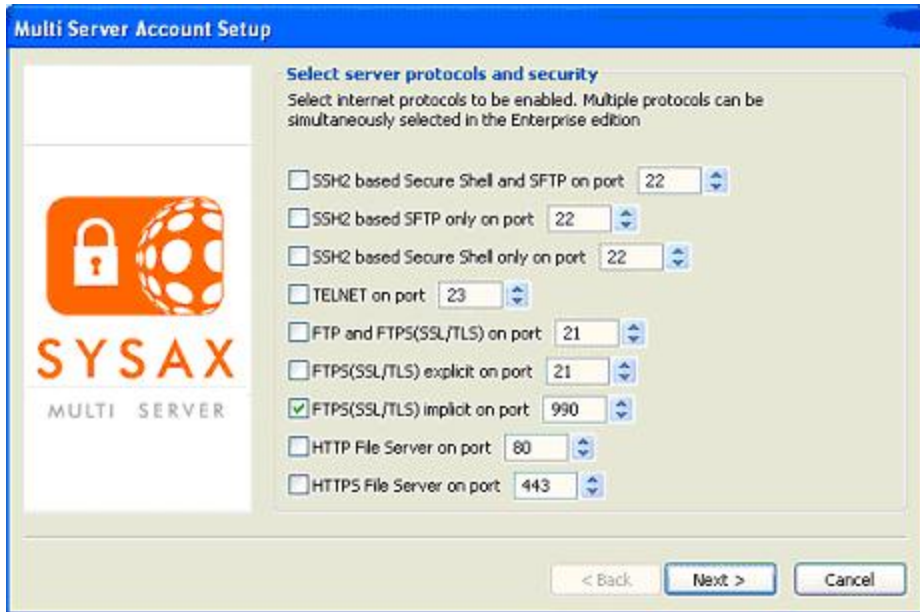 Multi Server Account Setup
Select server protocols and security
Select internet protocols to be enabled. Multiple protocols can be
simultaneously selected in the Enterprise edition
SSH2 based Secure Shell and SFTP on port 22
SSH2 based SFTP only on port 22
SSH2 based Secure Shell only on port 22
TELNET on port 23
FTP and FTPS(SSL/TLS) on port 21
FTPS(SSL/TLS) explicit on port 21
FTPS(SSL/TLS) implicit on port 990
HTTP File Server on port 80
HTTPS File Server on port 443
SYSAX
MULTI SERVER
< Back
Next >
Cancel